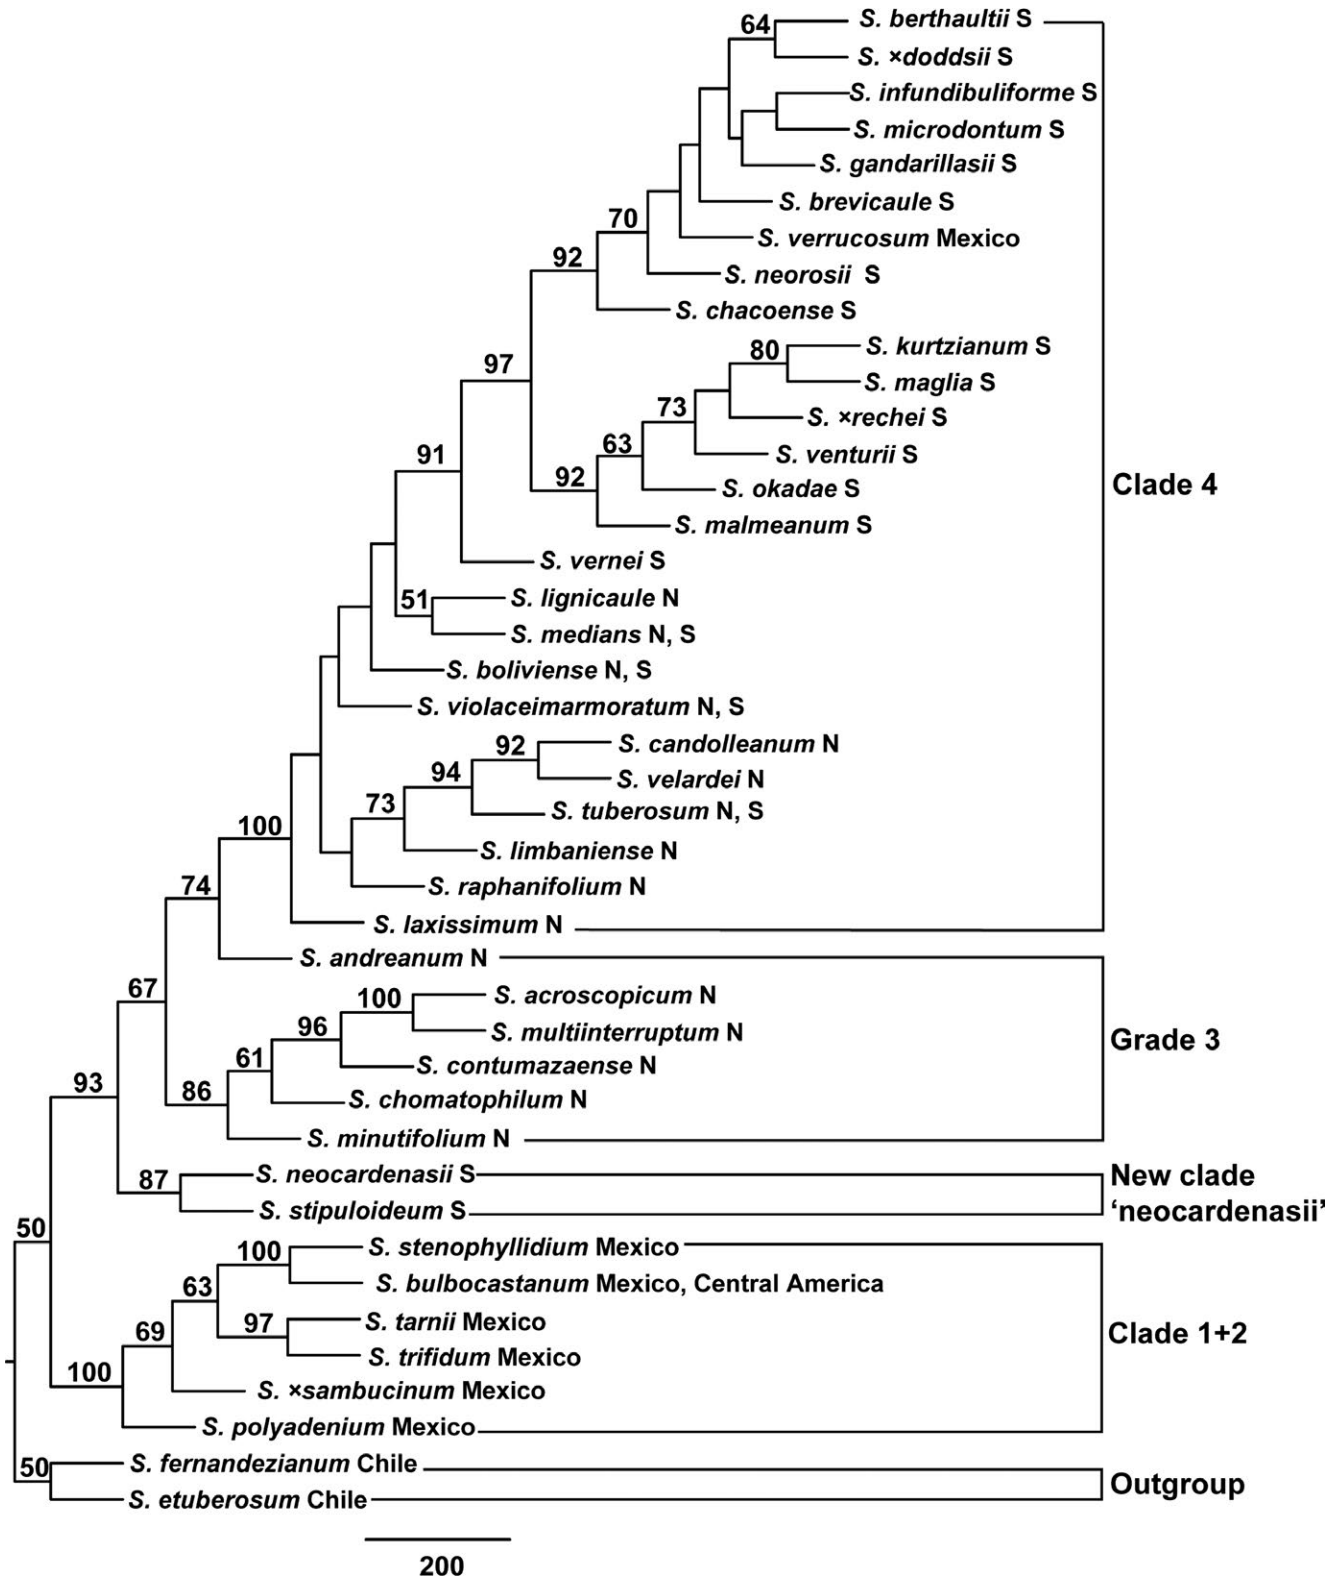 64
S. berthaultii S
S. ×doddsii S
S. infundibuliforme S
S. microdontum S
S. gandarillasii S
S. brevicaule S
70
S. verrucosum Mexico
92
S. neorosii S
S. chacoense S
97
80
S. kurtzianum S
S. maglia S
73
S. ×rechei S
63
S. venturii S
91
92
S. okadae S
Clade 4
S. malmeanum S
S. vernei S
51
S. lignicaule N
S. medians N, S
S. boliviense N, S
S. violaceimarmoratum N, S
92
S. candolleanum N
94
S. velardei N
73
S. tuberosum N, S
100
S. limbaniense N
74
S. raphanifolium N
S. laxissimum N
S. andreanum N
67
100
S. acroscopicum N
96
S. multiinterruptum N
Grade 3
61
S. contumazaense N
93
86
S. chomatophilum N
S. minutifolium N
87
S. neocardenasii S
New clade
S. stipuloideum S
‘neocardenasii’
50
100
S. stenophyllidium Mexico
63
S. bulbocastanum Mexico, Central America
97
S. tarnii Mexico
69
Clade 1+2
S. trifidum Mexico
100
S. ×sambucinum Mexico
S. polyadenium Mexico
50
S. fernandezianum Chile
Outgroup
S. etuberosum Chile
200